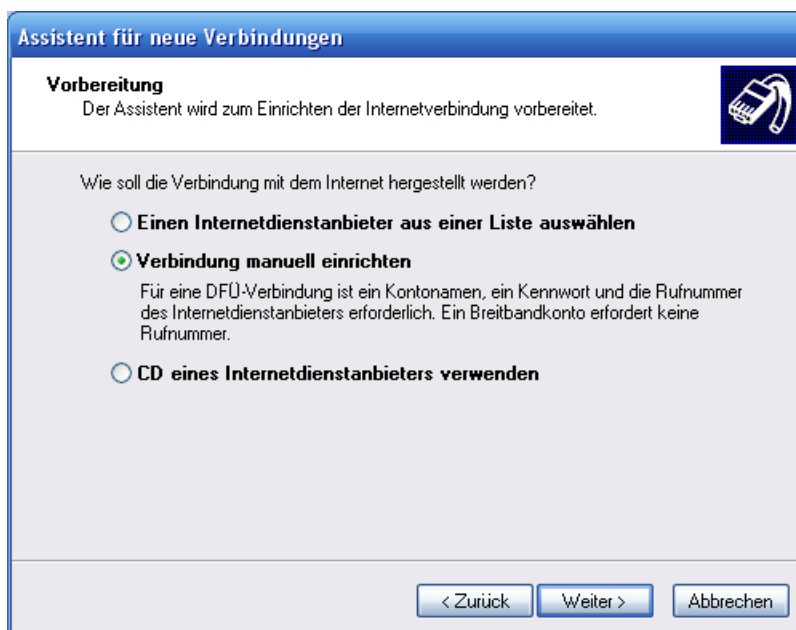 Assistent für neue Verbindungen
Vorbereitung
Der Assistent wird zum Einrichten der Internetverbindung vorbereitet.
Wie soll die Verbindung mit dem Internet hergestellt werden?
Einen Internetdienstanbieter aus einer Liste auswählen
Verbindung manuell einrichten
Für eine DFÜ-Verbindung ist ein Kontonamen, ein Kennwort und die Rufnummer
des Internetdienstanbieters erforderlich. Ein Breitbandkonto erfordert keine
Rufnummer.
CD eines Internetdienstanbieters verwenden
< Zurück Weiter > Abbrechen